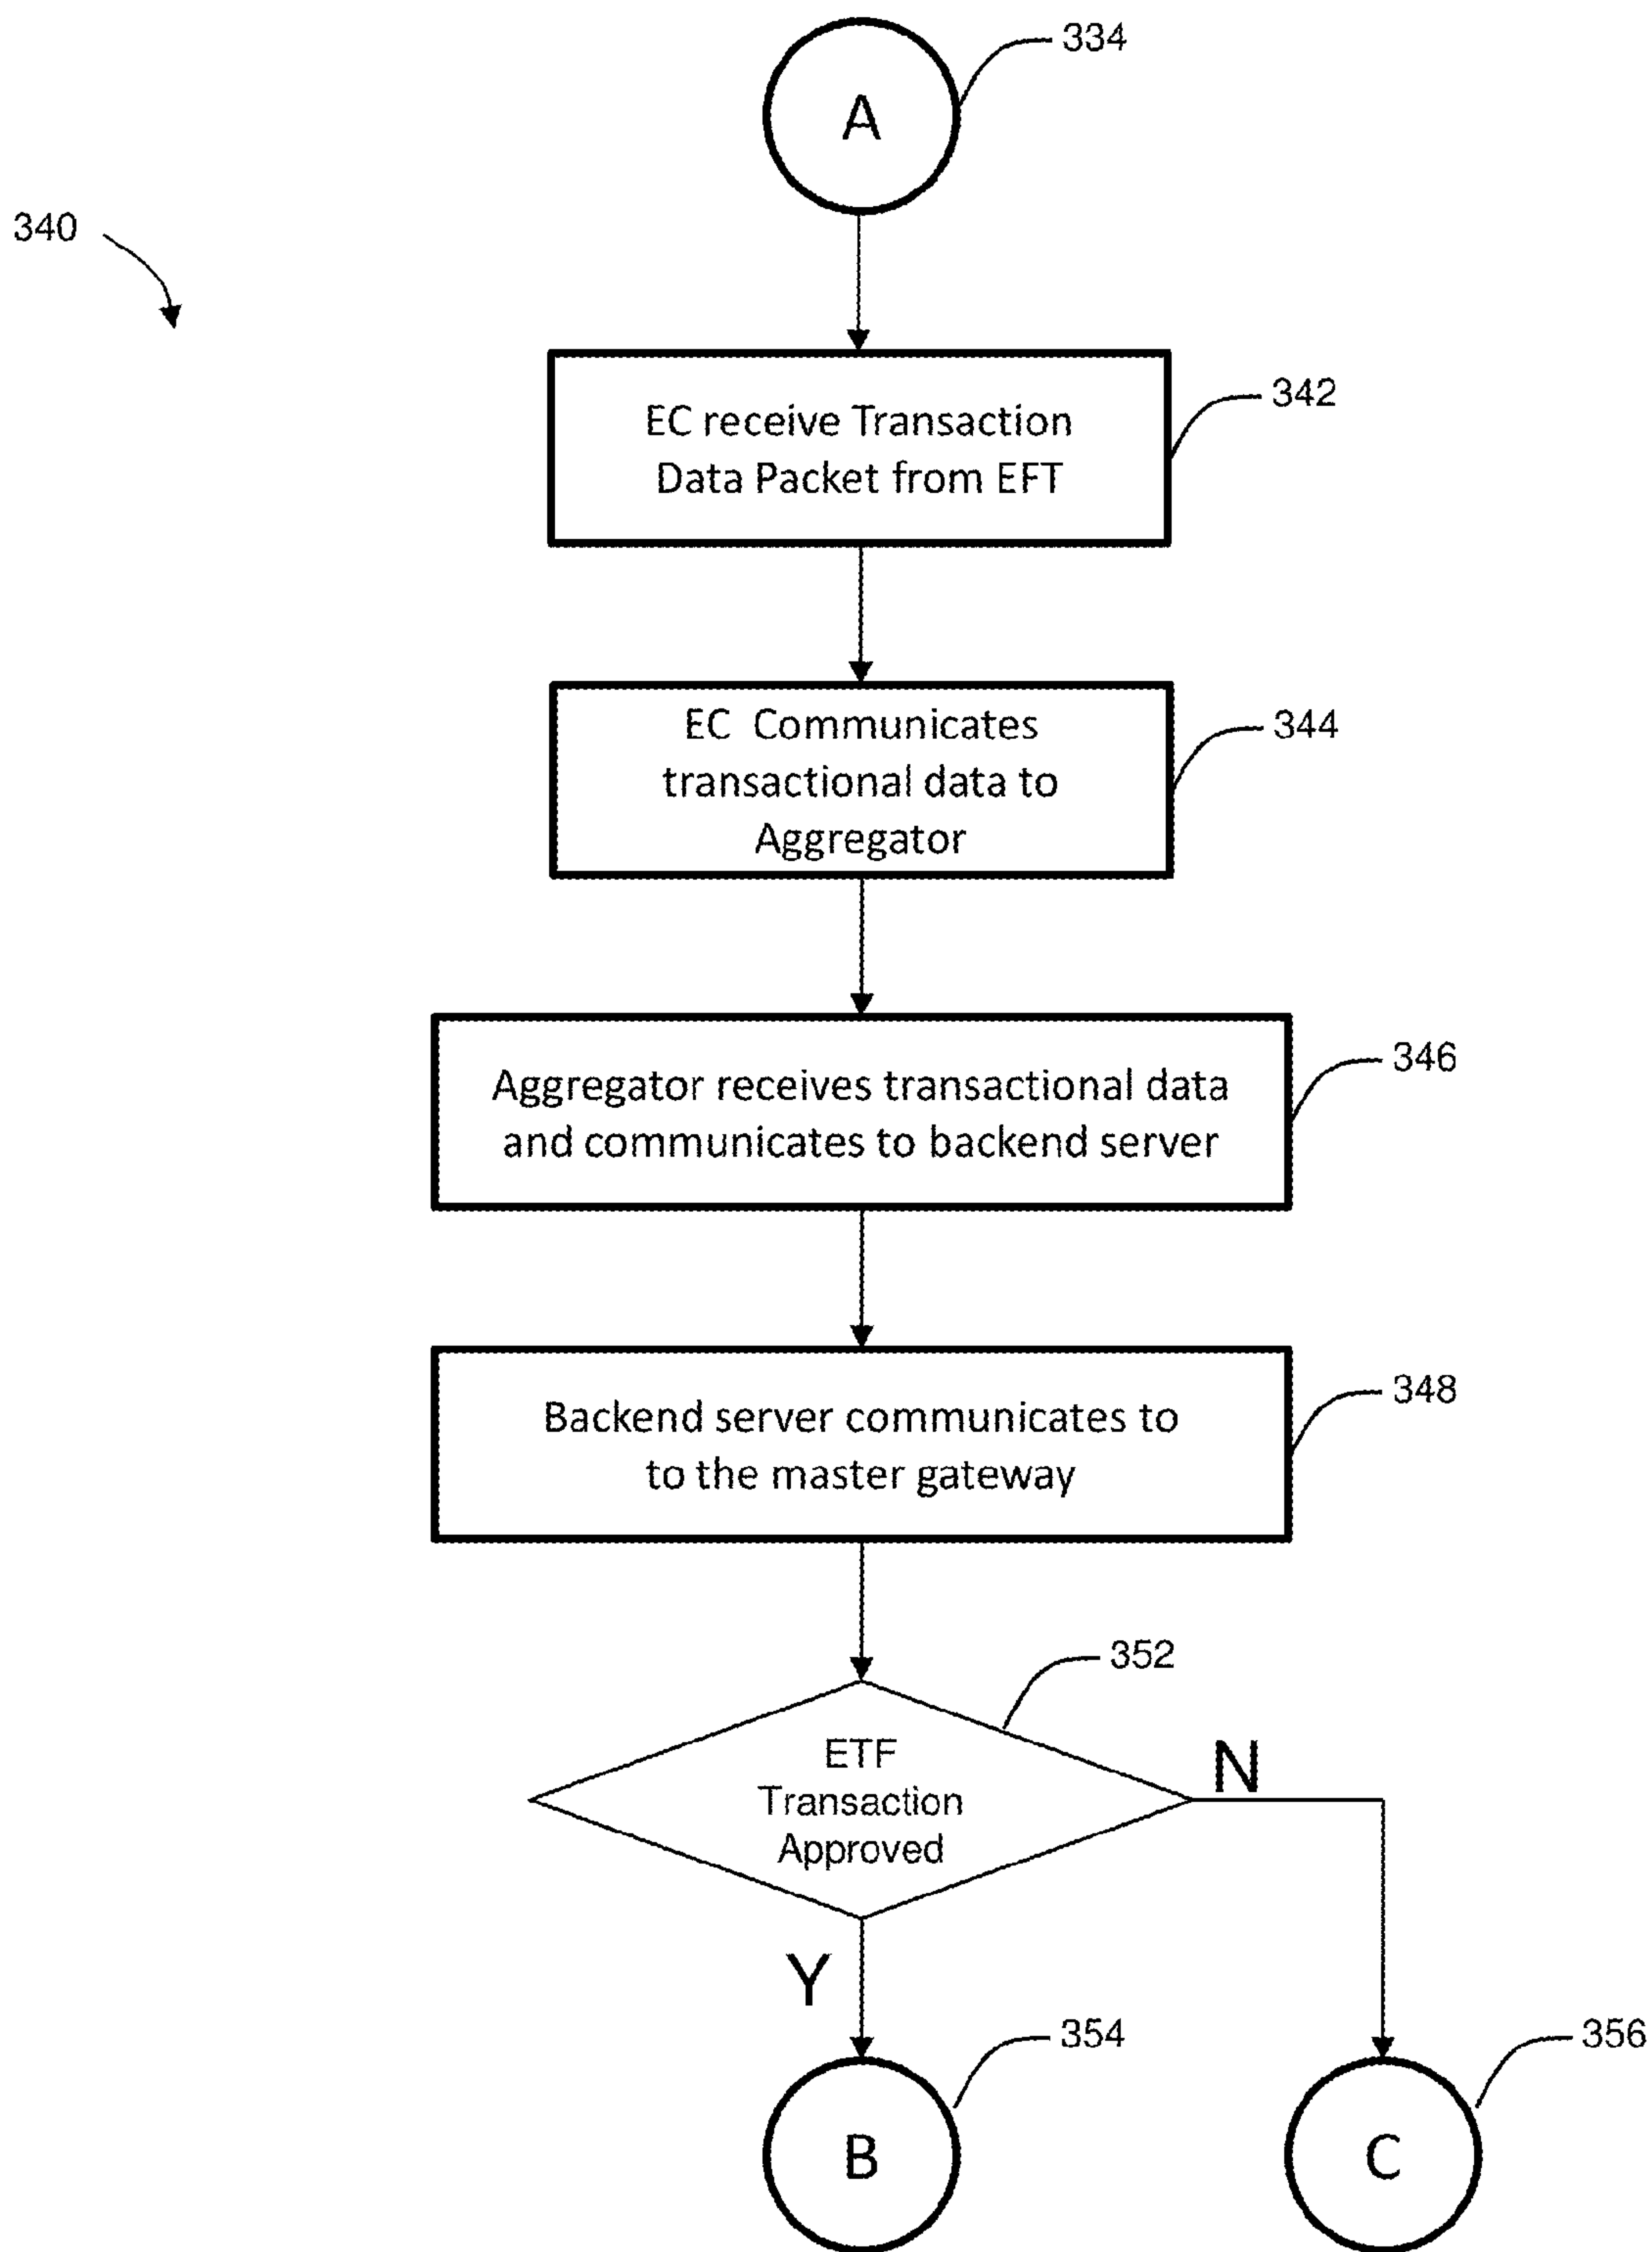 334
A
340
342
EC receive Transaction
Data Packet from EFT
344
EC Communicates
transactional data to
Aggregator
346
Aggregator receives transactional data
and communicates to backend server
348
Backend server communicates to
to the master gateway
352
ETF
Transaction
Approved
N
Y
354
356
B
C